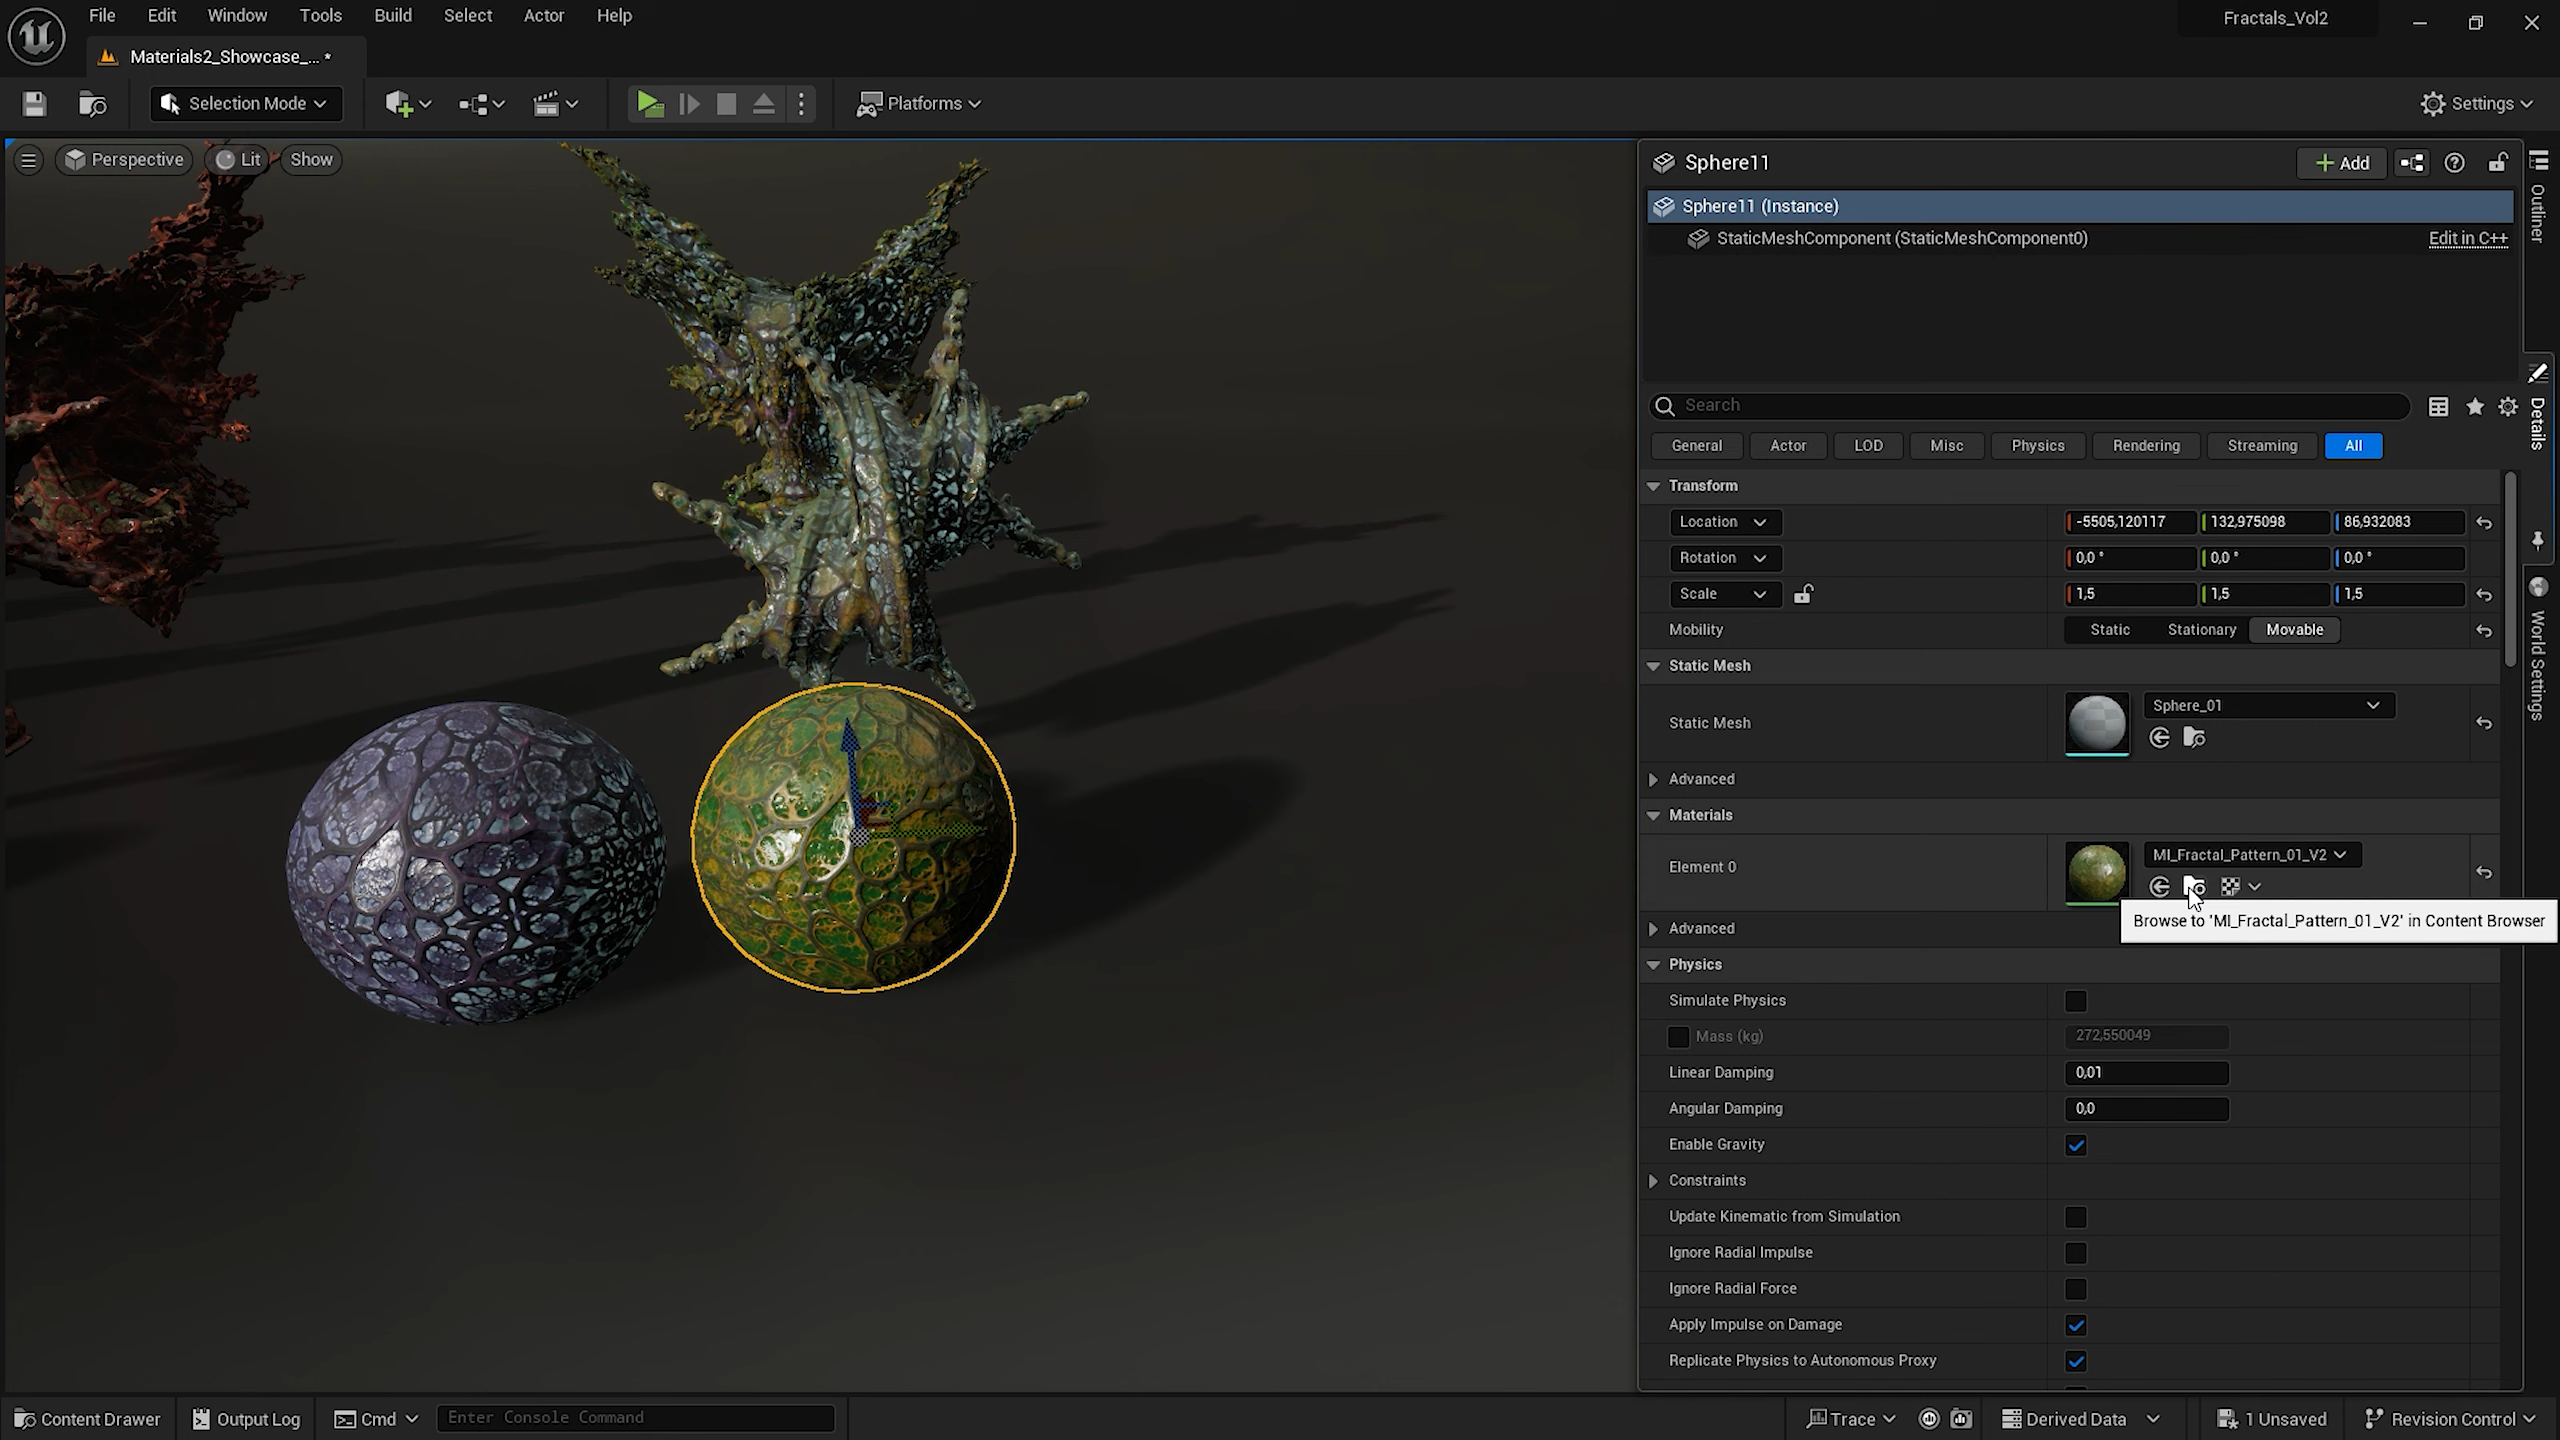 File Edit Window Tools Build Select Actor Help
Fractals_Vol2
Materials2_Showcase_... *
Selection Mode
Platforms
Settings
Perspective
Lit
Show
Sphere11
Add
Sphere11 (Instance)
StaticMeshComponent (StaticMeshComponent0)
Edit in C++
Search
General Actor LOD Misc Physics Rendering Streaming All
Transform
Location -5505,120117 132,975098 86,932083
Rotation 0,0 ° 0,0 ° 0,0 °
Scale 1,5 1,5 1,5
Mobility Static Stationary Movable
Static Mesh
Static Mesh Sphere_01
Advanced
Materials
Element 0 MI_Fractal_Pattern_01_V2
Browse to 'MI_Fractal_Pattern_01_V2' in Content Browser
Advanced
Physics
Simulate Physics
Mass (kg) 272,550049
Linear Damping 0,01
Angular Damping 0,0
Enable Gravity
Constraints
Update Kinematic from Simulation
Ignore Radial Impulse
Ignore Radial Force
Apply Impulse on Damage
Replicate Physics to Autonomous Proxy
Outliner
Details
World Settings
Content Drawer
Output Log
Cmd
Enter Console Command
Trace
Derived Data
1 Unsaved
Revision Control